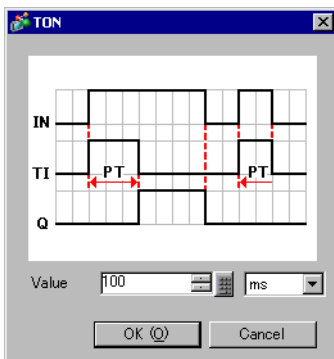 TON
IN
TI PT PT
Q
Value 100 ms
OK (O) Cancel